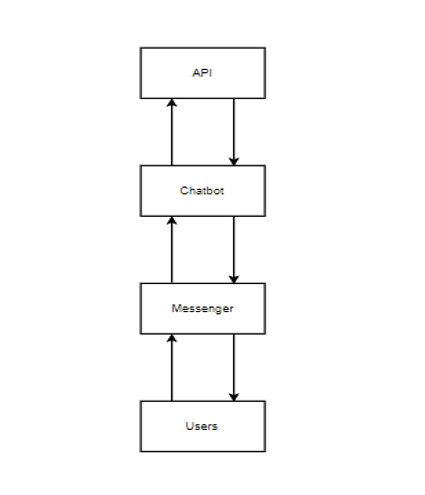 API
Chatbot
Messenger
Users